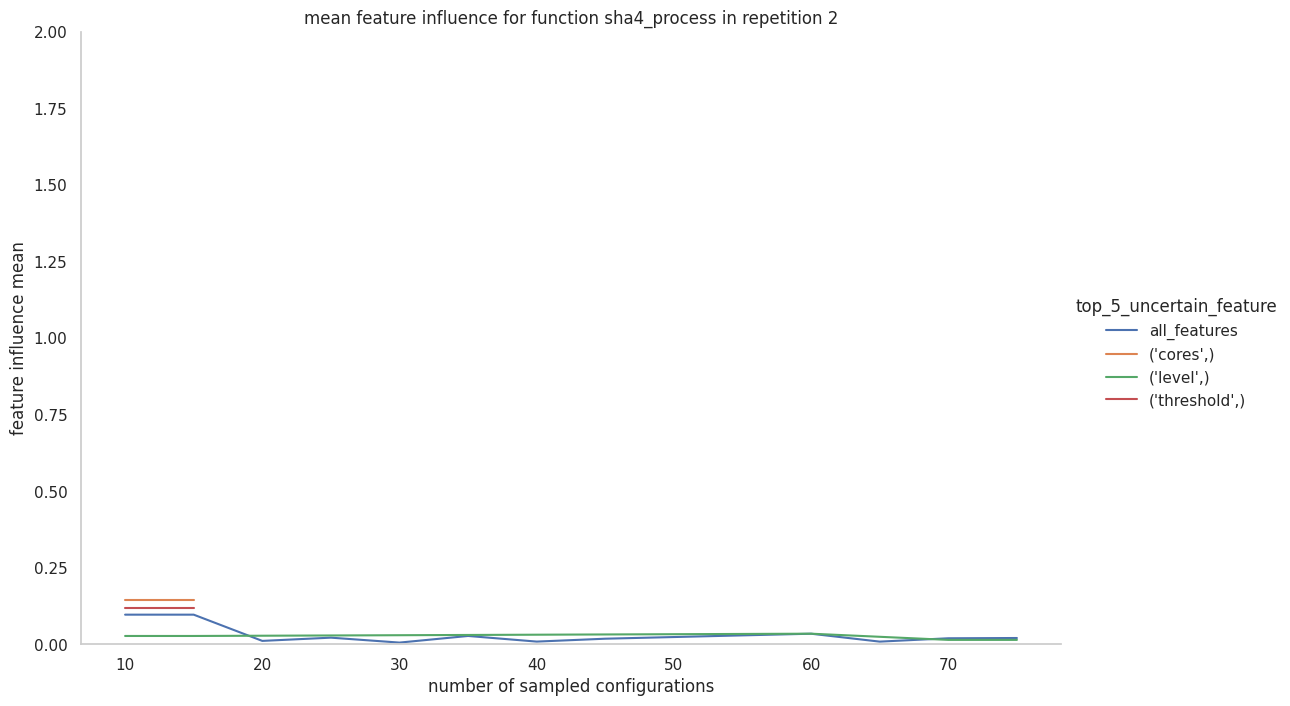 mean feature influence for function sha4_process in repetition 2
2.00
1.75
1.50
1.25
1.00
0.75
0.50
0.25
0.00
feature influence mean
10 20 30 40 50 60 70
number of sampled configurations
top_5_uncertain_feature
all_features
('cores',)
('level',)
('threshold',)